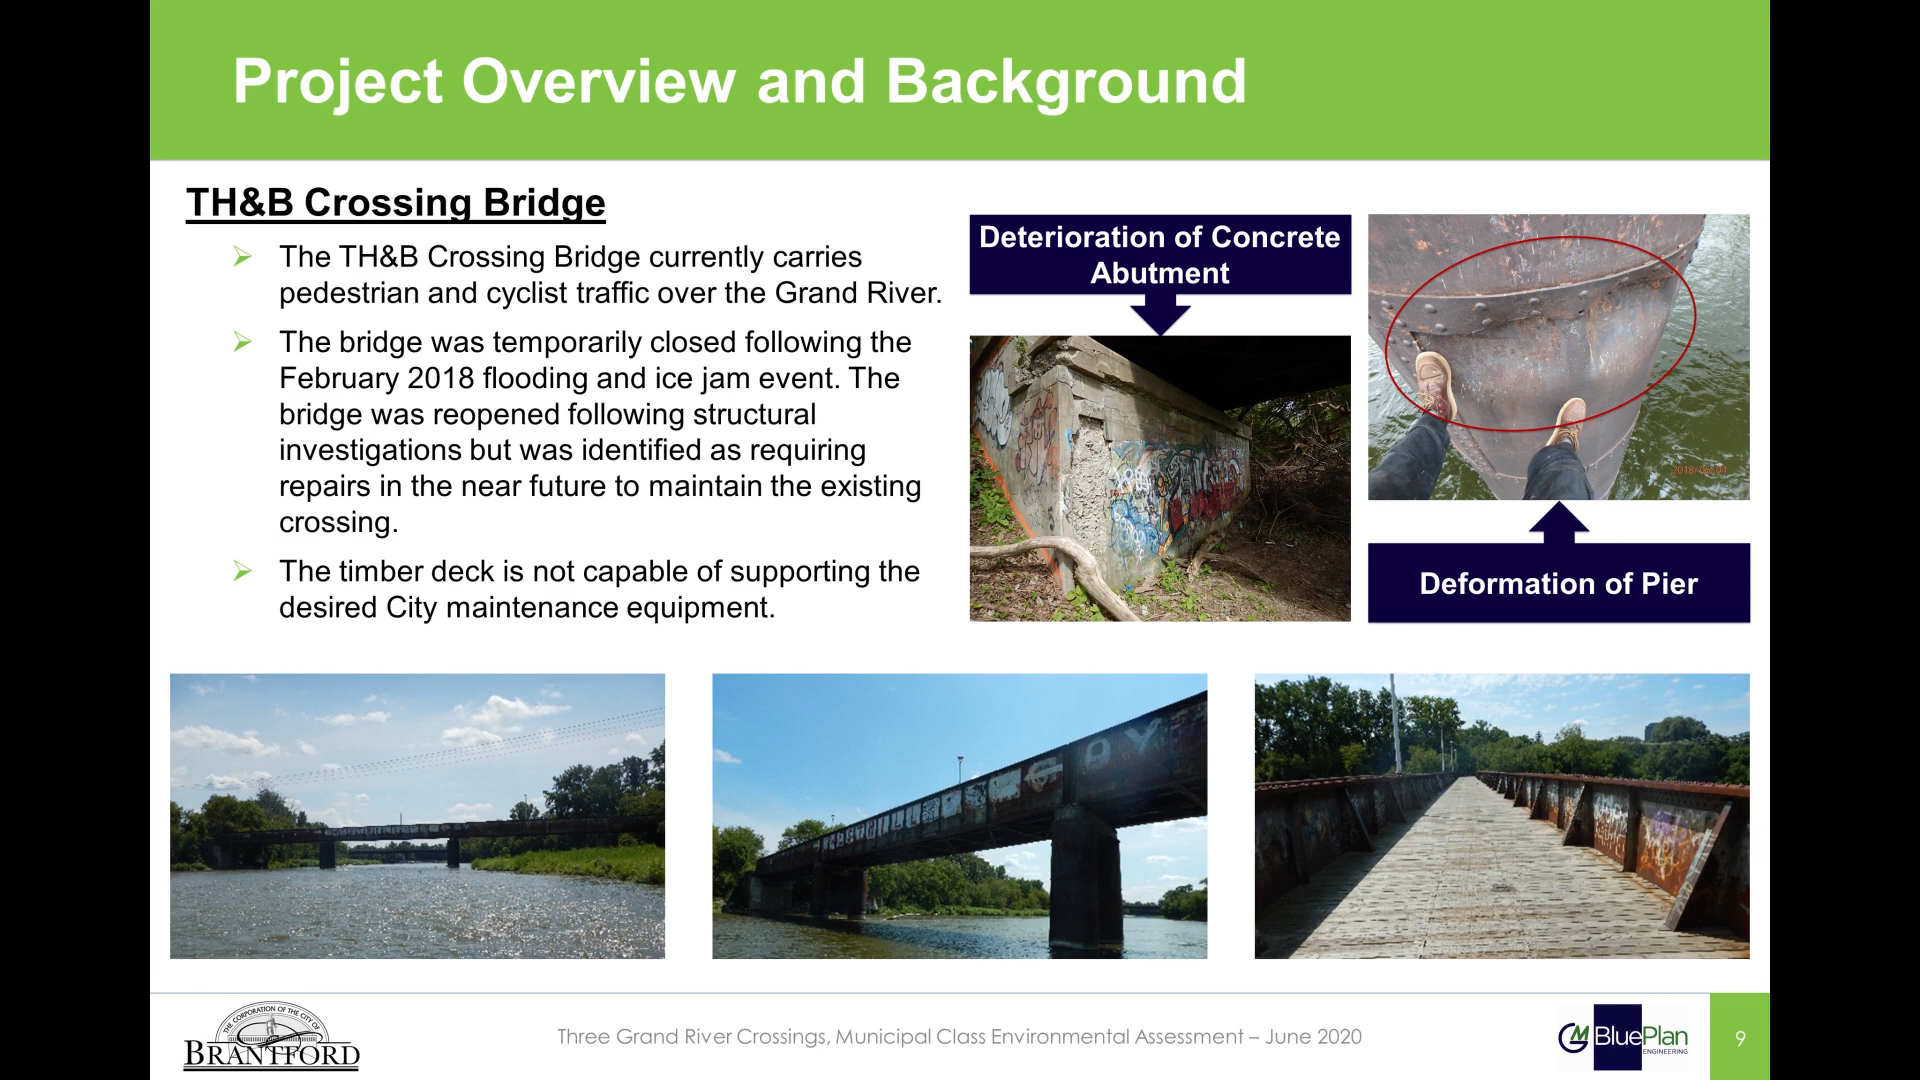 Project Overview and Background
TH&B Crossing Bridge
The TH&B Crossing Bridge currently carries
pedestrian and cyclist traffic over the Grand River.
The bridge was temporarily closed following the
February 2018 flooding and ice jam event. The
bridge was reopened following structural
investigations but was identified as requiring
repairs in the near future to maintain the existing
crossing.
The timber deck is not capable of supporting the
desired City maintenance equipment.
Deterioration of Concrete
Abutment
Deformation of Pier
THE CORPORATION OF THE CITY OF
BRANTFORD
Three Grand River Crossings, Municipal Class Environmental Assessment – June 2020
GM BluePlan
ENGINEERING
9